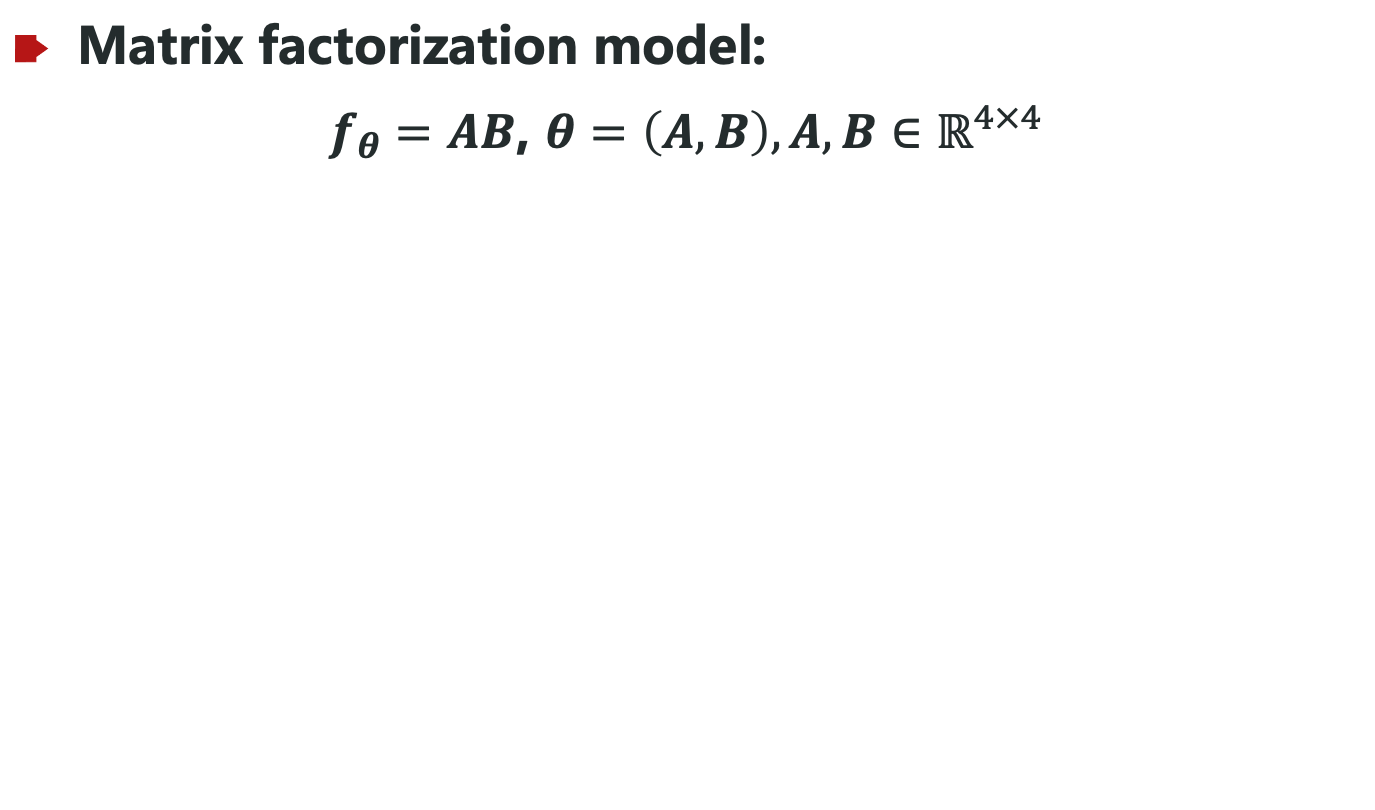 Matrix factorization model:
𝒇_𝜽 = 𝑨𝑩, 𝜽 = (𝑨, 𝑩), 𝑨, 𝑩 ∈ ℝ^{4×4}